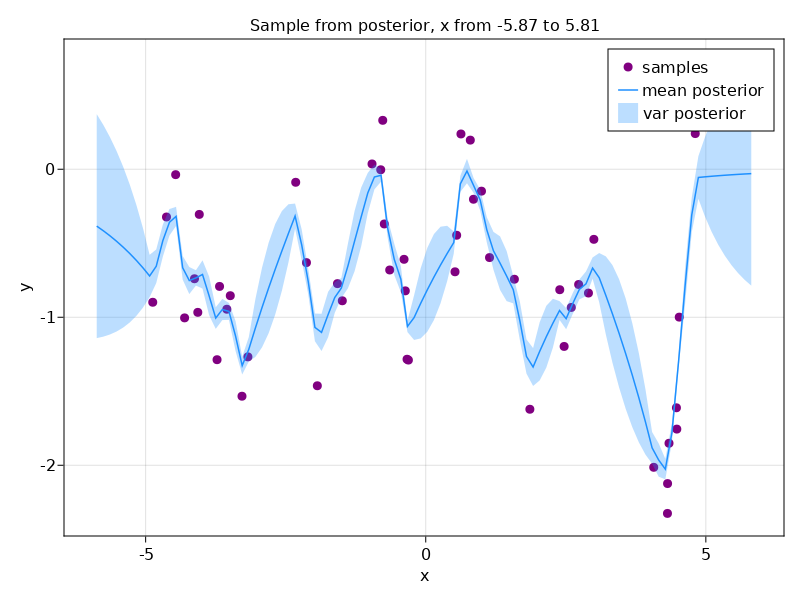 Sample from posterior, x from -5.87 to 5.81
samples
mean posterior
var posterior
0
-1
-2
y
-5
0
5
x